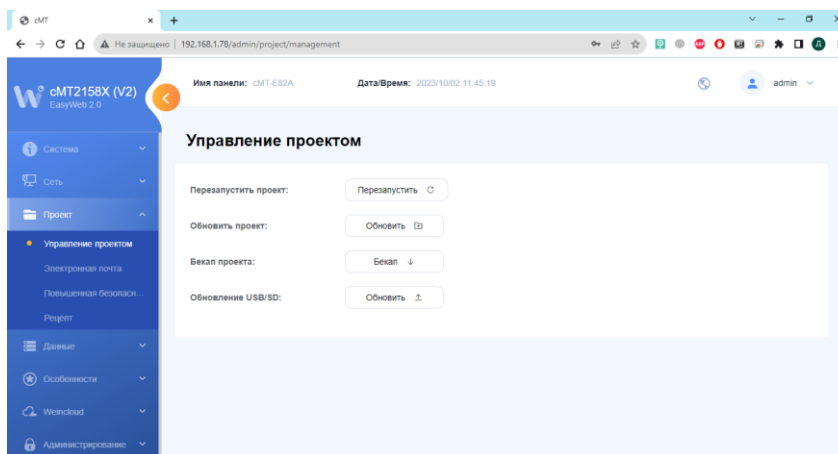 cMT
Не защищено | 192.168.1.78/admin/project/management
cMT2158X (V2)
EasyWeb 2.0
Имя панели: cMT-E82A
Дата/Время: 2023/10/02 11:45:19
admin
Система
Сеть
Проект
Управление проектом
Электронная почта
Повышенная безопасн...
Рецепт
Данные
Особенности
Weincloud
Администрирование
Управление проектом
Перезапустить проект: Перезапустить
Обновить проект: Обновить
Бекап проекта: Бекап
Обновление USB/SD: Обновить